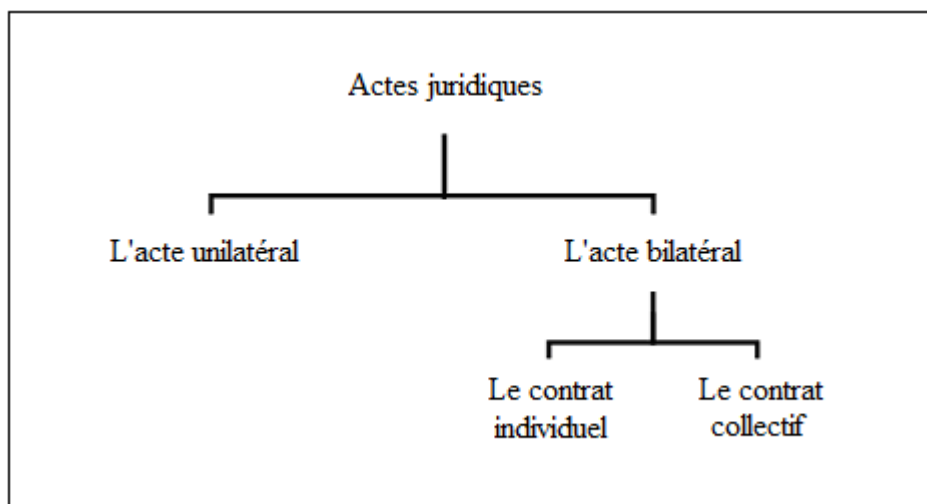 Actes juridiques
L'acte unilatéral
L'acte bilatéral
Le contrat
individuel
Le contrat
collectif